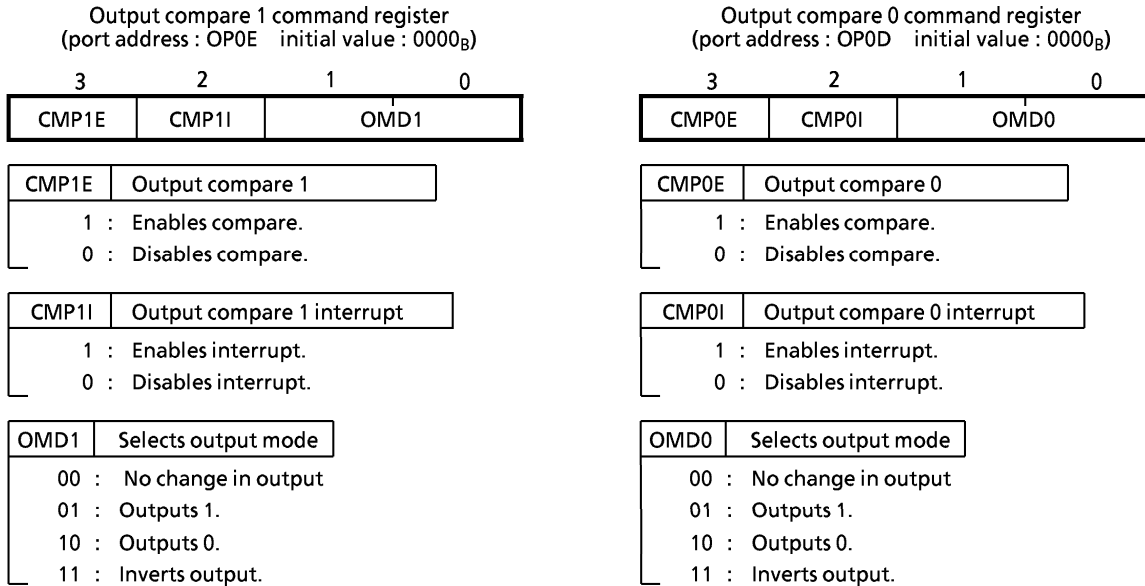 Output compare 1 command register
(port address : OP0E initial value : 0000B)
3 2 1 0
CMP1E CMP1I OMD1
CMP1E Output compare 1
1 : Enables compare.
0 : Disables compare.
CMP1I Output compare 1 interrupt
1 : Enables interrupt.
0 : Disables interrupt.
OMD1 Selects output mode
00 : No change in output
01 : Outputs 1.
10 : Outputs 0.
11 : Inverts output.
Output compare 0 command register
(port address : OP0D initial value : 0000B)
3 2 1 0
CMP0E CMP0I OMD0
CMP0E Output compare 0
1 : Enables compare.
0 : Disables compare.
CMP0I Output compare 0 interrupt
1 : Enables interrupt.
0 : Disables interrupt.
OMD0 Selects output mode
00 : No change in output
01 : Outputs 1.
10 : Outputs 0.
11 : Inverts output.